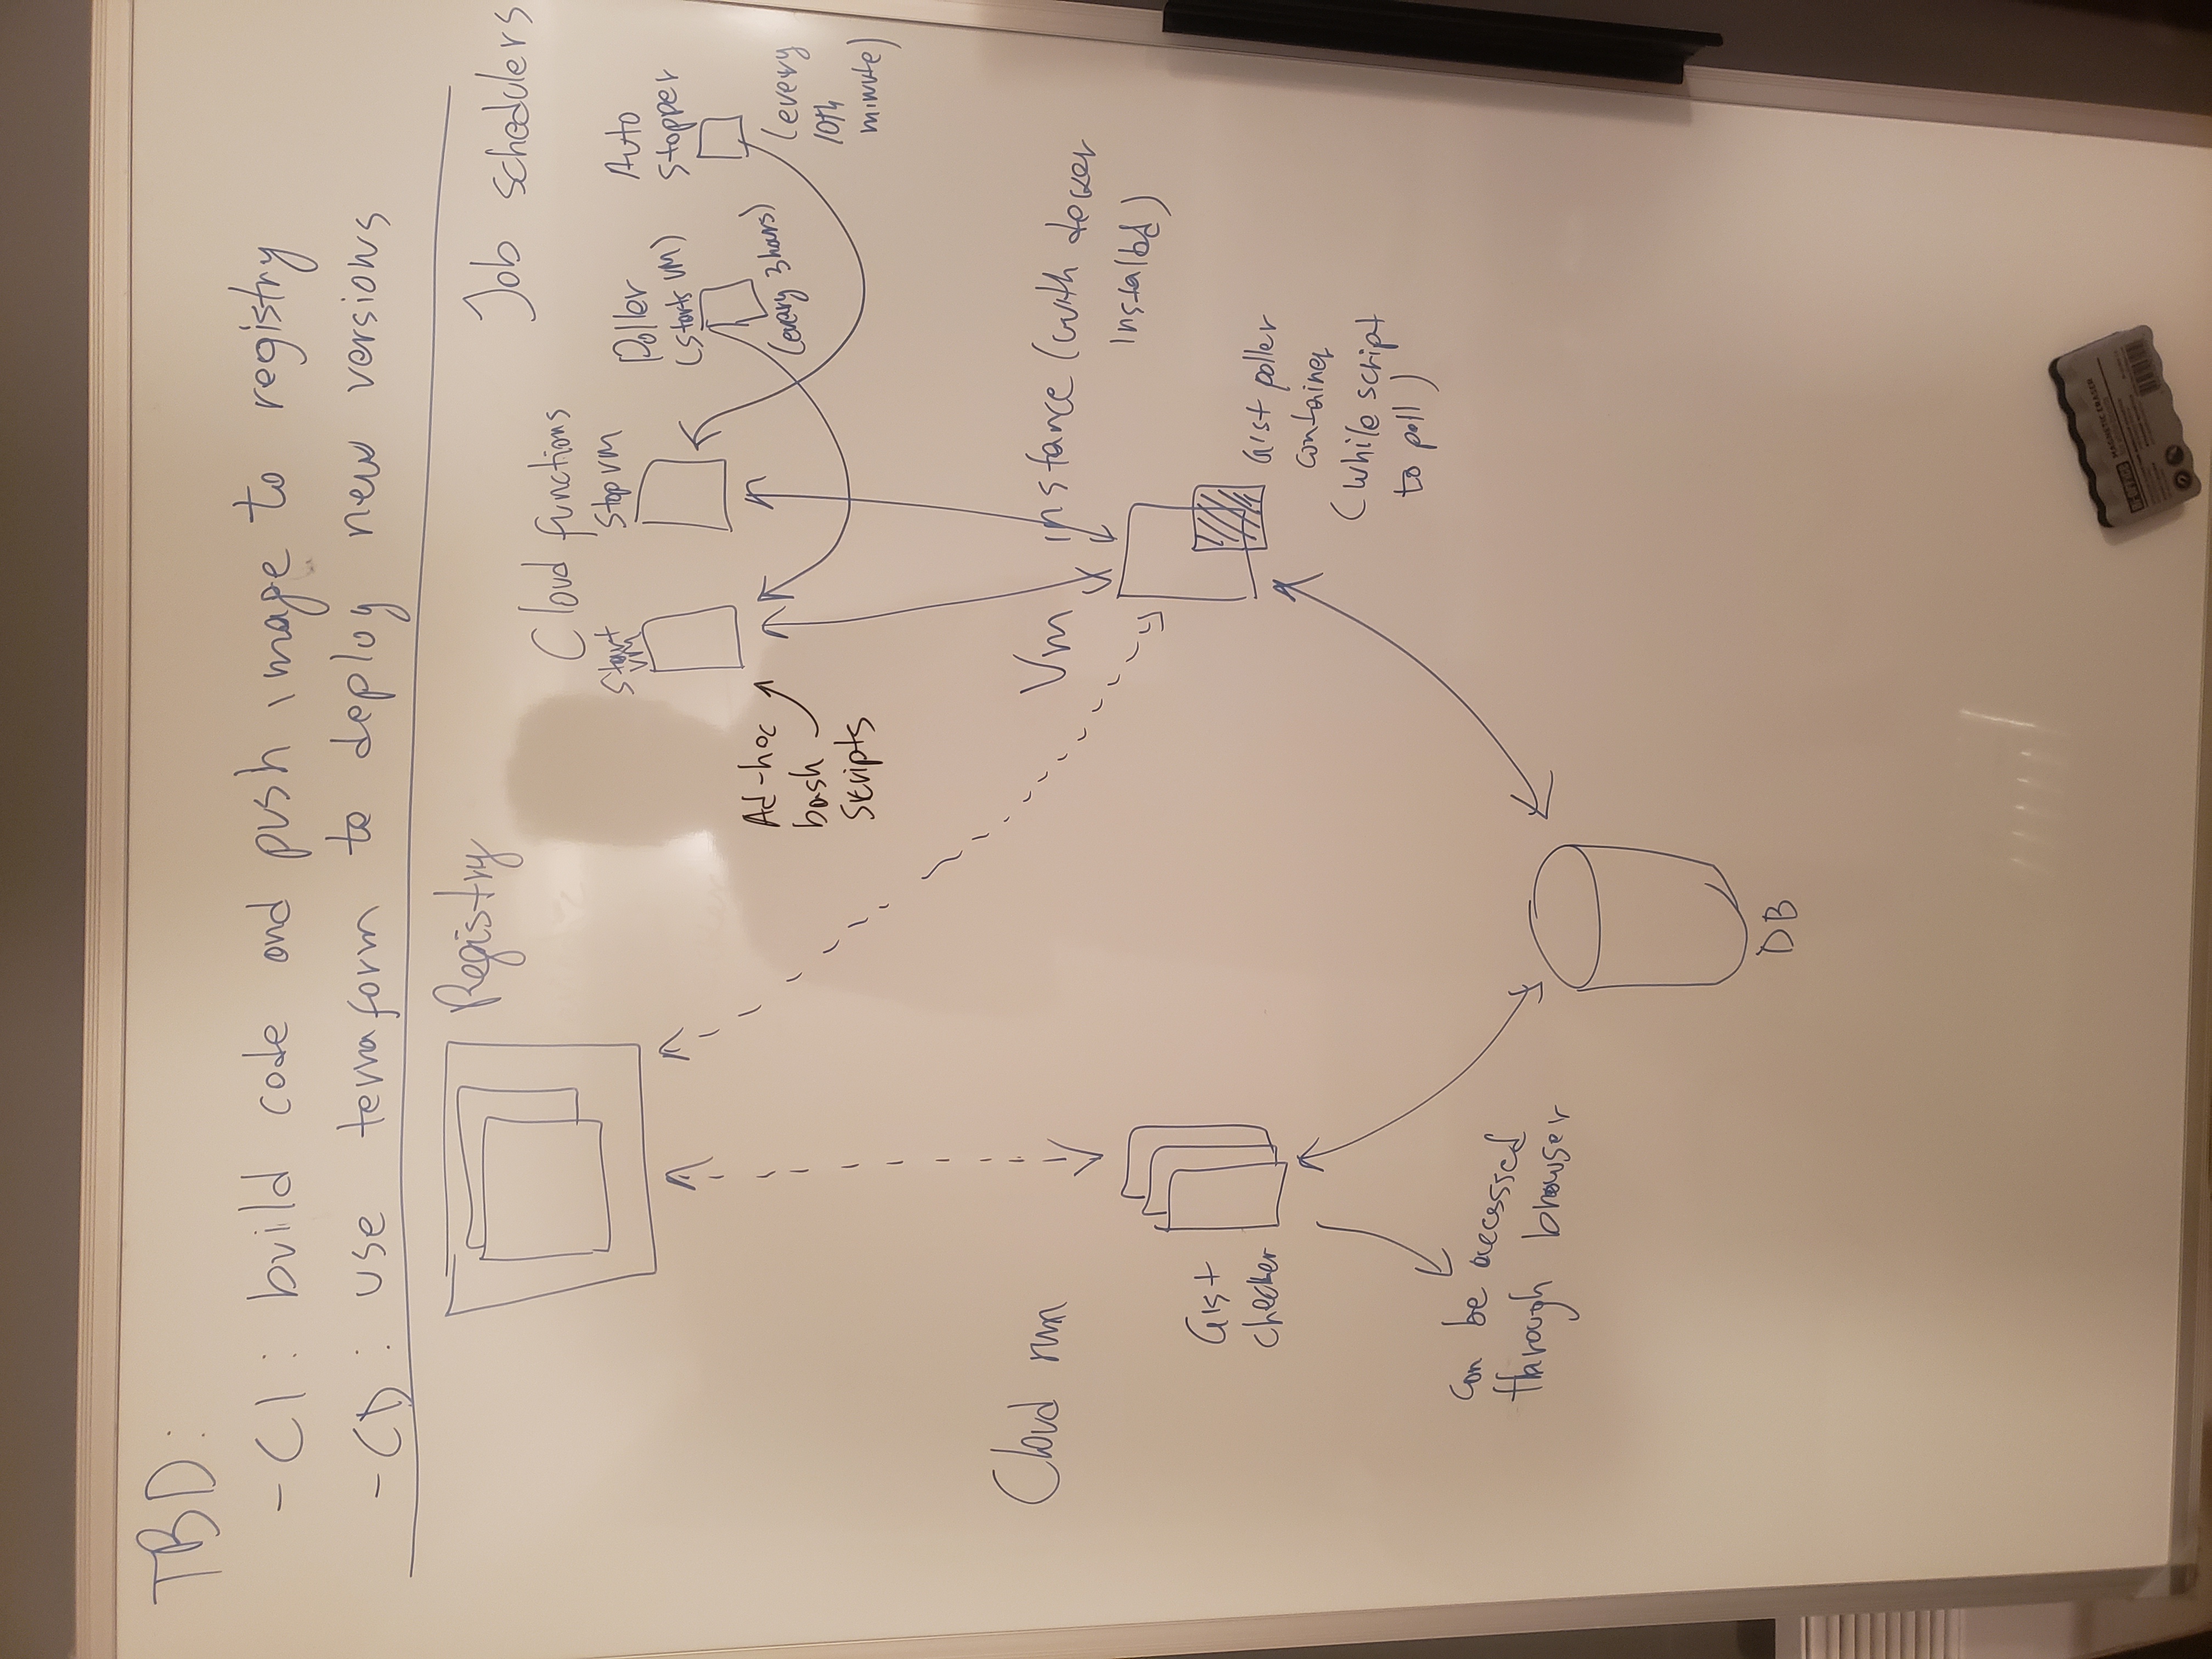 TBD:
- CI: build code and push image to registry
- CD: use terraform to deploy new versions
Registry
Job schedulers
Cloud functions
Start
VM
Stop VM
Poller
(starts VM)
(every 3 hours)
Auto
stopper
(every
10th
minute)
Ad-hoc
bash
scripts
Cloud run
Vm instance (with docker
installed)
Gist
checker
Gist poller
container
(while script
to poll)
can be accessed
through browser
DB
MAGNETIC ERASER